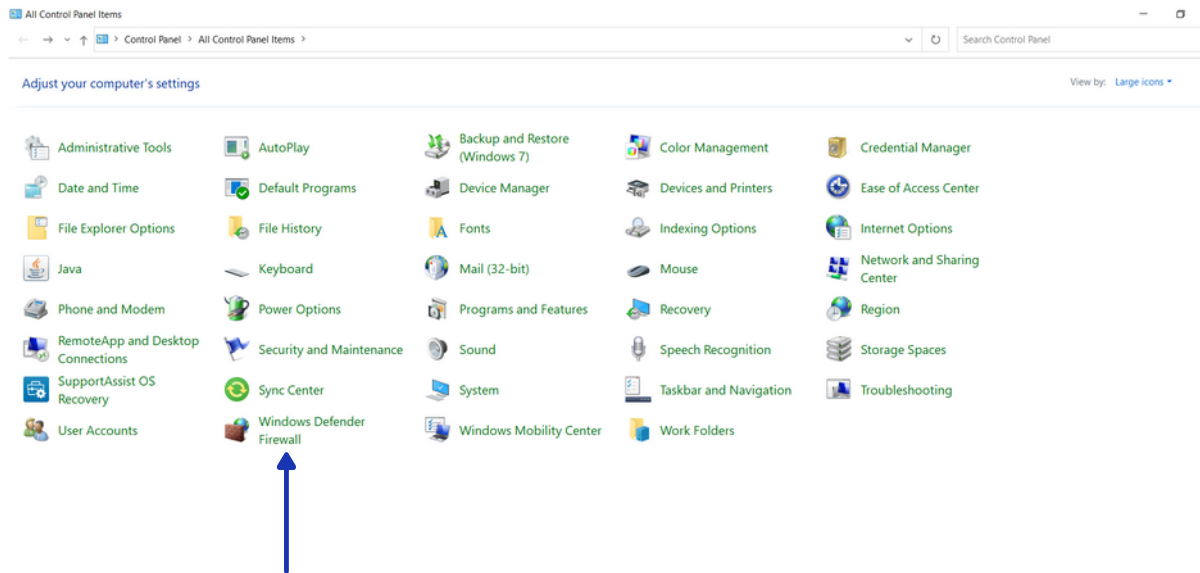 All Control Panel Items
Control Panel > All Control Panel Items >
Search Control Panel
Adjust your computer's settings
View by: Large icons
Administrative Tools
AutoPlay
Backup and Restore
(Windows 7)
Color Management
Credential Manager
Date and Time
Default Programs
Device Manager
Devices and Printers
Ease of Access Center
File Explorer Options
File History
Fonts
Indexing Options
Internet Options
Java
Keyboard
Mail (32-bit)
Mouse
Network and Sharing
Center
Phone and Modem
Power Options
Programs and Features
Recovery
Region
RemoteApp and Desktop
Connections
Security and Maintenance
Sound
Speech Recognition
Storage Spaces
SupportAssist OS
Recovery
Sync Center
System
Taskbar and Navigation
Troubleshooting
User Accounts
Windows Defender
Firewall
Windows Mobility Center
Work Folders